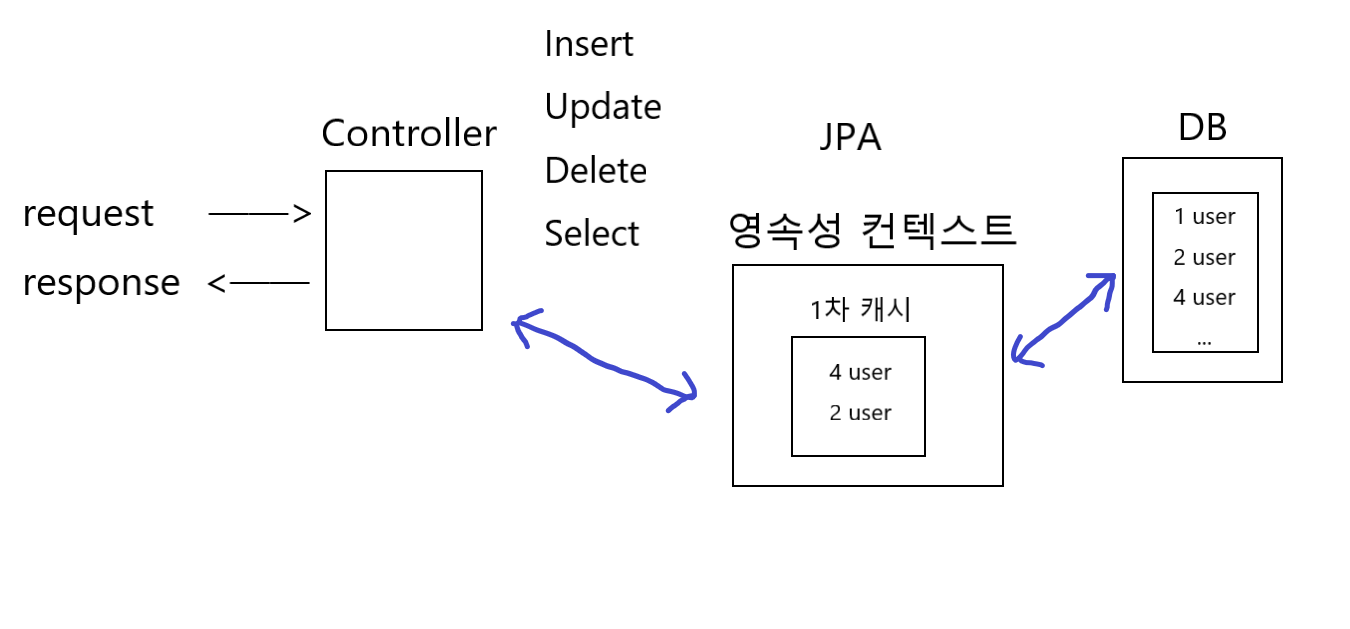 Insert
Update
Delete
Select
Controller
request ——>
response <——
JPA
영속성 컨텍스트
1차 캐시
4 user
2 user
DB
1 user
2 user
4 user
...